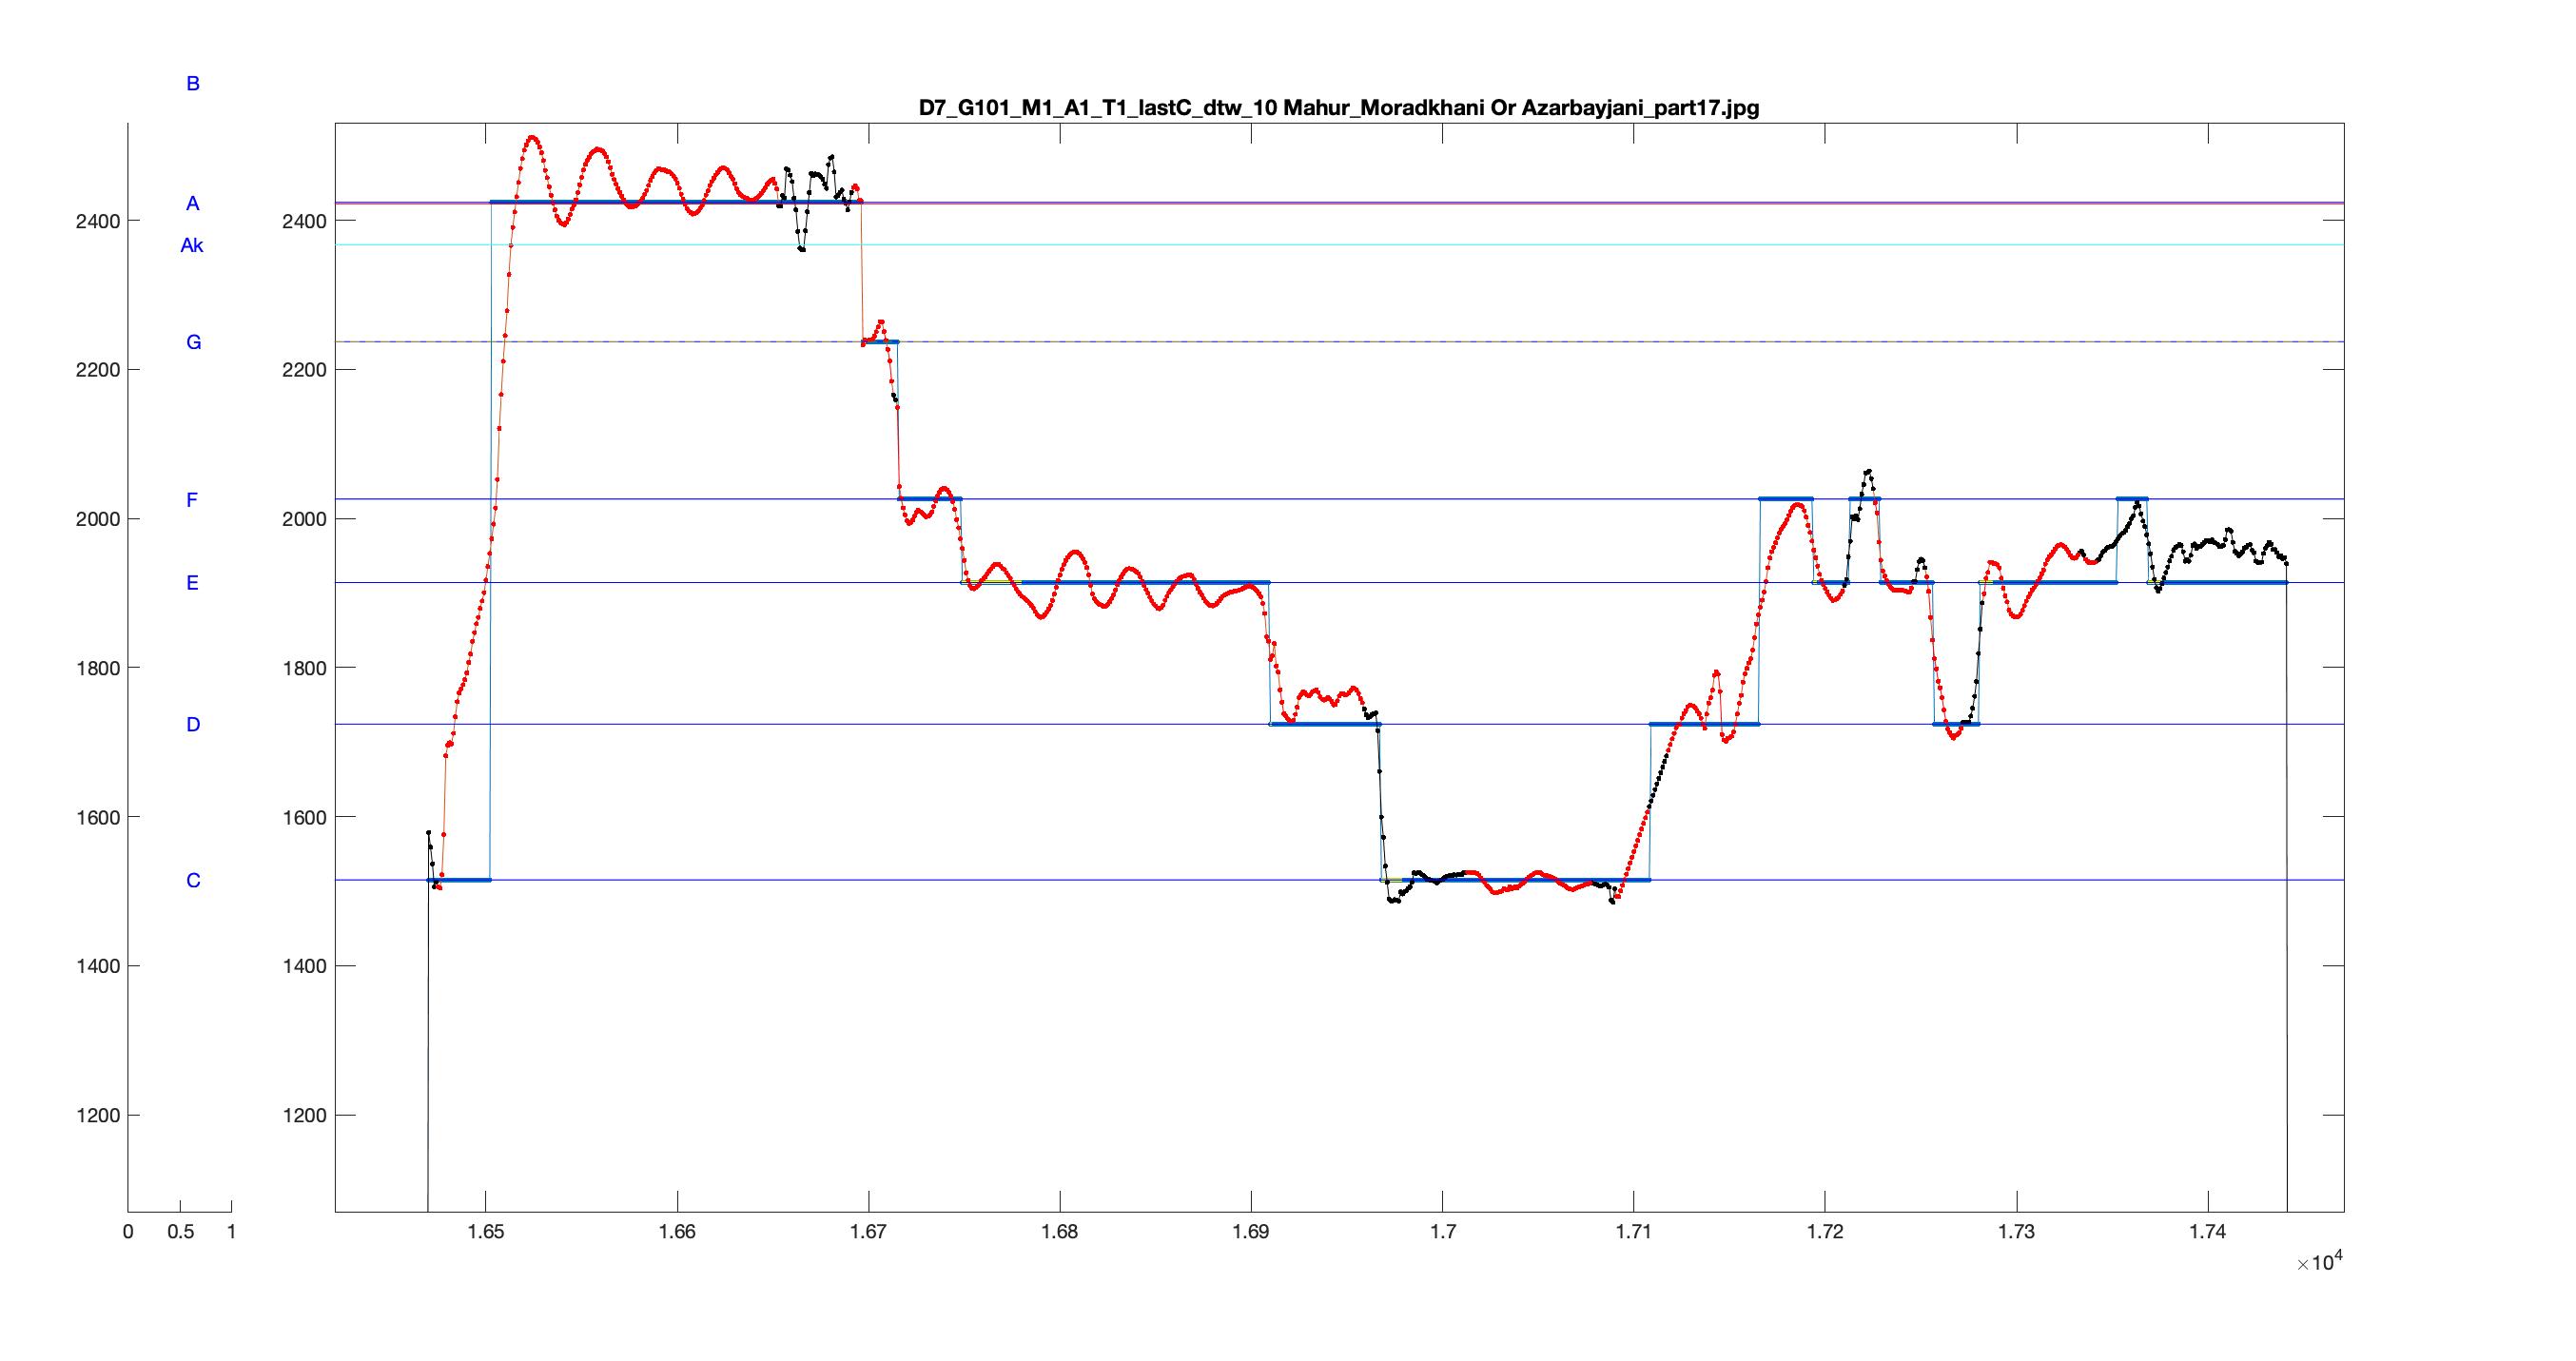 D7_G101_M1_A1_T1_lastC_dtw_10 Mahur_Moradkhani Or Azarbayjani_part17.jpg
B
A
Ak
G
F
E
D
C
2400
2200
2000
1800
1600
1400
1200
0 0.5 1
2400
2200
2000
1800
1600
1400
1200
1.65 1.66 1.67 1.68 1.69 1.7 1.71 1.72 1.73 1.74
×10^4